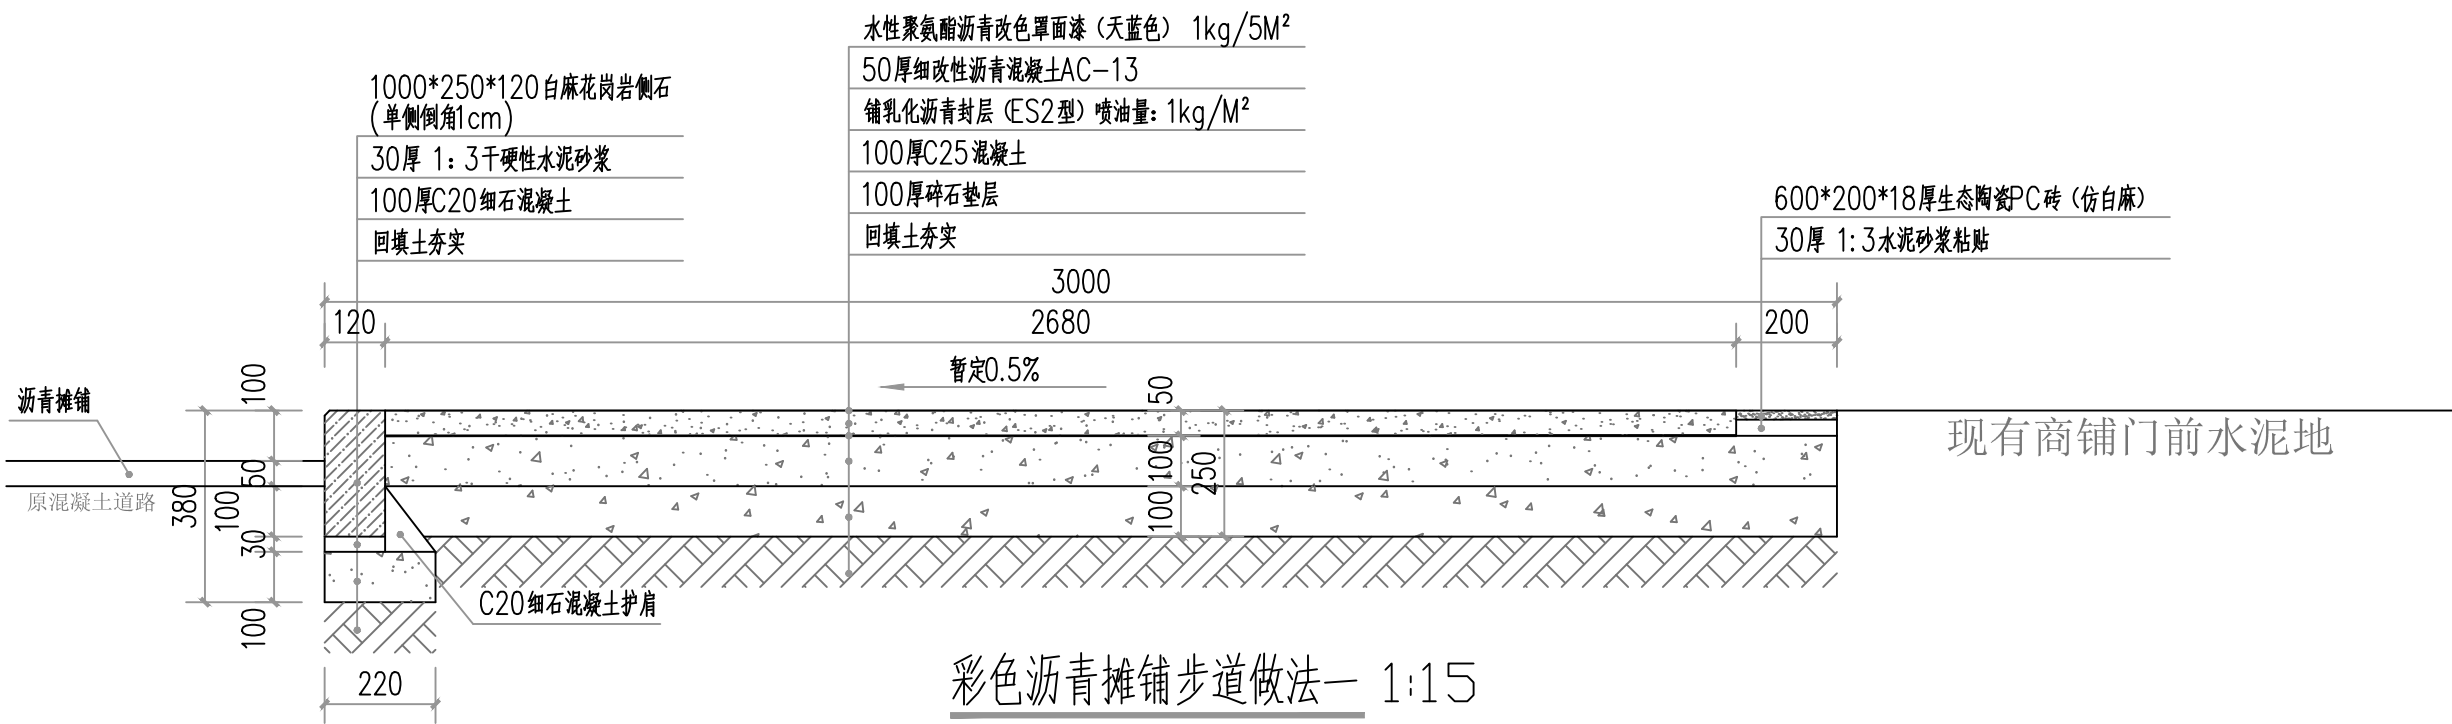 水性聚氨酯沥青改色罩面漆（天蓝色） 1kg/5M²
50厚细改性沥青混凝土AC-13
铺乳化沥青封层（ES2型）喷油量：1kg/M²
100厚C25混凝土
100厚碎石垫层
回填土夯实
1000*250*120白麻花岗岩侧石
(单侧倒角1cm)
30厚 1：3干硬性水泥砂浆
100厚C20细石混凝土
回填土夯实
600*200*18厚生态陶瓷PC砖（仿白麻）
30厚 1:3水泥砂浆粘贴
3000
120
2680
200
暂定0.5%
沥青摊铺
原混凝土道路
现有商铺门前水泥地
100
50
100
30
100
380
50
100
100
250
C20细石混凝土护肩
220
彩色沥青摊铺步道做法一 1:15